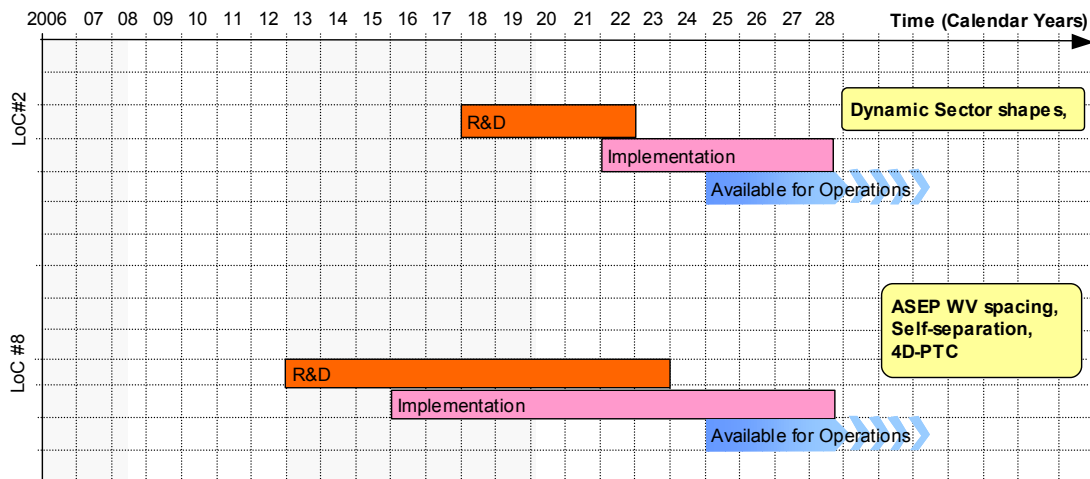 2006 07 08 09 10 11 12 13 14 15 16 17 18 19 20 21 22 23 24 25 26 27 28 Time (Calendar Years)
LoC#2
R&D
Dynamic Sector shapes,
Implementation
Available for Operations
LoC #8
ASEP WV spacing,
Self-separation,
4D-PTC
R&D
Implementation
Available for Operations